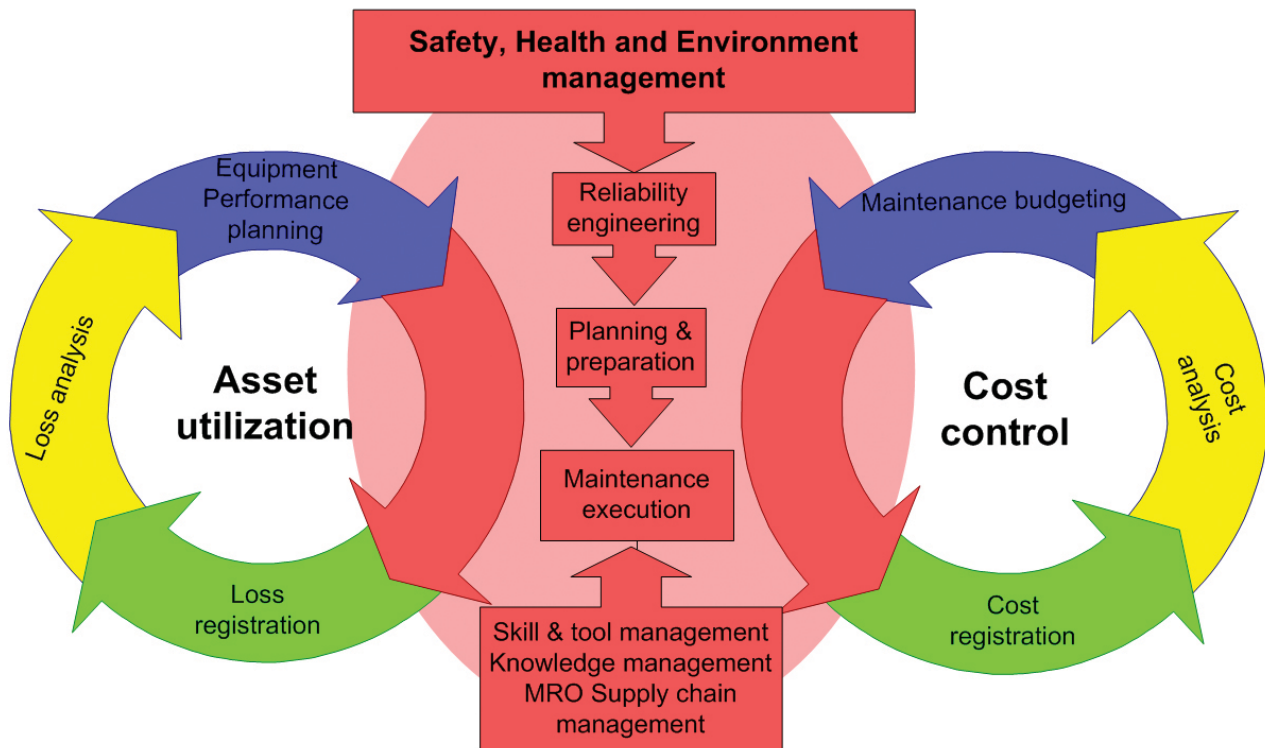 Safety, Health and Environment
management
Equipment
Performance
planning
Reliability
engineering
Maintenance budgeting
Planning &
preparation
Loss analysis
Asset
utilization
Cost
control
Cost
analysis
Maintenance
execution
Loss
registration
Skill & tool management
Knowledge management
MRO Supply chain
management
Cost
registration